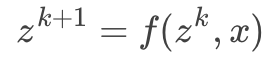 z^{k+1} = f(z^k, x)